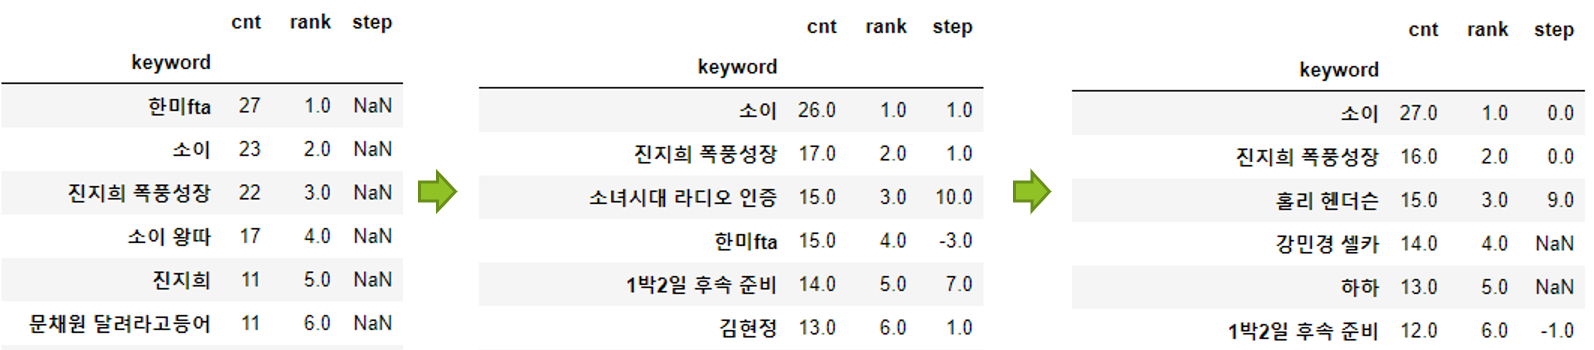 cnt rank step
keyword
한미fta 27 1.0 NaN
소이 23 2.0 NaN
진지희 폭풍성장 22 3.0 NaN
소이 왕따 17 4.0 NaN
진지희 11 5.0 NaN
문채원 달려라고등어 11 6.0 NaN
cnt rank step
keyword
소이 26.0 1.0 1.0
진지희 폭풍성장 17.0 2.0 1.0
소녀시대 라디오 인증 15.0 3.0 10.0
한미fta 15.0 4.0 -3.0
1박2일 후속 준비 14.0 5.0 7.0
김현정 13.0 6.0 1.0
cnt rank step
keyword
소이 27.0 1.0 0.0
진지희 폭풍성장 16.0 2.0 0.0
홀리 헨더슨 15.0 3.0 9.0
강민경 셀카 14.0 4.0 NaN
하하 13.0 5.0 NaN
1박2일 후속 준비 12.0 6.0 -1.0